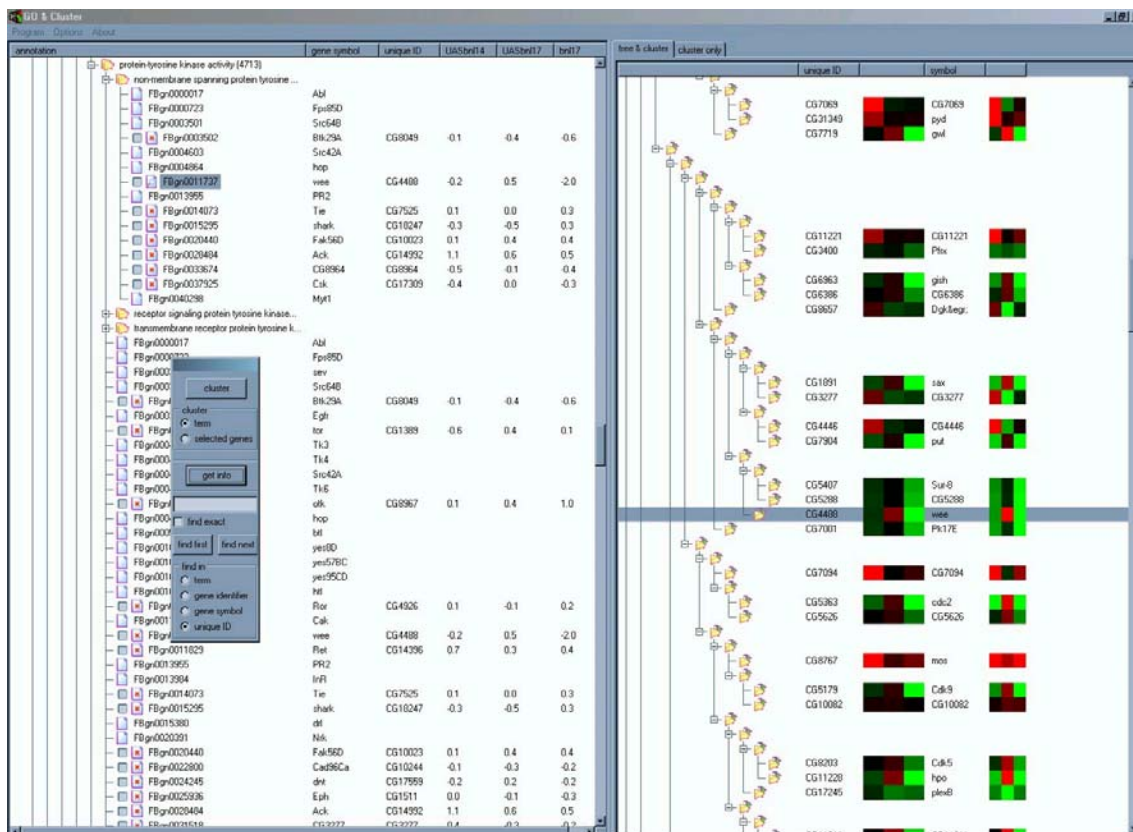 GO & Cluster
Program Options About
annotation gene symbol unique ID UASbnl14 UASbnl17 bnl17
protein-tyrosine kinase activity (4713)
non-membrane spanning protein tyrosine ...
FBgn0000017 Abl
FBgn0000723 Fps85D
FBgn0003501 Src64B
FBgn0003502 Btk29A CG8049 -0.1 -0.4 -0.6
FBgn0004603 Src42A
FBgn0004864 hop
FBgn0011737 wee CG4488 -0.2 0.5 -2.0
FBgn0013955 PR2
FBgn0014073 Tie CG7525 0.1 0.0 0.3
FBgn0015295 shark CG18247 -0.3 -0.5 0.3
FBgn0020440 Fak56D CG10023 0.1 0.4 0.4
FBgn0028484 Ack CG14992 1.1 0.6 0.5
FBgn0033674 CG8964 CG8964 -0.5 -0.1 -0.4
FBgn0037925 Csk CG17309 -0.4 0.0 -0.3
FBgn0040298 Myt1
receptor signaling protein tyrosine kinase...
transmembrane receptor protein tyrosine k...
FBgn0000017 Abl
Fps85D
sev
Src64B
Btk29A CG8049 -0.1 -0.4 -0.6
Egfr
tor CG1389 -0.6 0.4 0.1
Tk3
Tk4
Src42A
Tk6
otk CG8967 0.1 0.4 1.0
hop
btl
yes8D
yes57BC
yes95CD
htl
Ror CG4926 0.1 -0.1 0.2
Cak
wee CG4488 -0.2 0.5 -2.0
FBgn0011829 Ret CG14396 0.7 0.3 0.4
FBgn0013955 PR2
FBgn0013984 InR
FBgn0014073 Tie CG7525 0.1 0.0 0.3
FBgn0015295 shark CG18247 -0.3 -0.5 0.3
FBgn0015380 drl
FBgn0020391 Nrk
FBgn0020440 Fak56D CG10023 0.1 0.4 0.4
FBgn0022800 Cad96Ca CG10244 -0.1 -0.3 -0.2
FBgn0024245 dnt CG17559 -0.2 0.2 -0.2
FBgn0025936 Eph CG1511 0.0 -0.1 -0.3
FBgn0028484 Ack CG14992 1.1 0.6 0.5
cluster
cluster
term
selected genes
get into
find exact
find first find next
find in
term
gene identifier
gene symbol
unique ID
tree & cluster cluster only
unique ID symbol
CG7069 CG7069
CG31349 pyd
CG7719 gwl
CG11221 CG11221
CG3400 Pfrx
CG6963 gish
CG6386 CG6386
CG8657 Dgk&egr;
CG1891 sax
CG3277 CG3277
CG4446 CG4446
CG7904 put
CG5407 Sur-8
CG5288 CG5288
CG4488 wee
CG7001 Pk17E
CG7094 CG7094
CG5363 cdc2
CG5626 CG5626
CG8767 mos
CG5179 Cdk9
CG10082 CG10082
CG8203 Cdk5
CG11228 hpo
CG17245 plexB